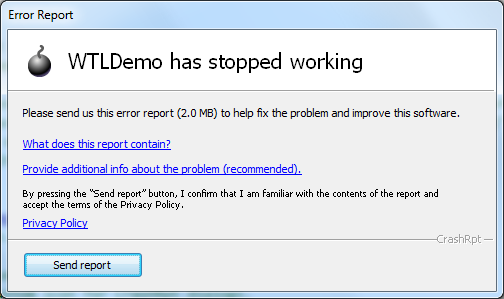 Error Report
WTLDemo has stopped working
Please send us this error report (2.0 MB) to help fix the problem and improve this software.
What does this report contain?
Provide additional info about the problem (recommended).
By pressing the "Send report" button, I confirm that I am familiar with the contents of the report and
accept the terms of the Privacy Policy.
Privacy Policy
CrashRpt
Send report